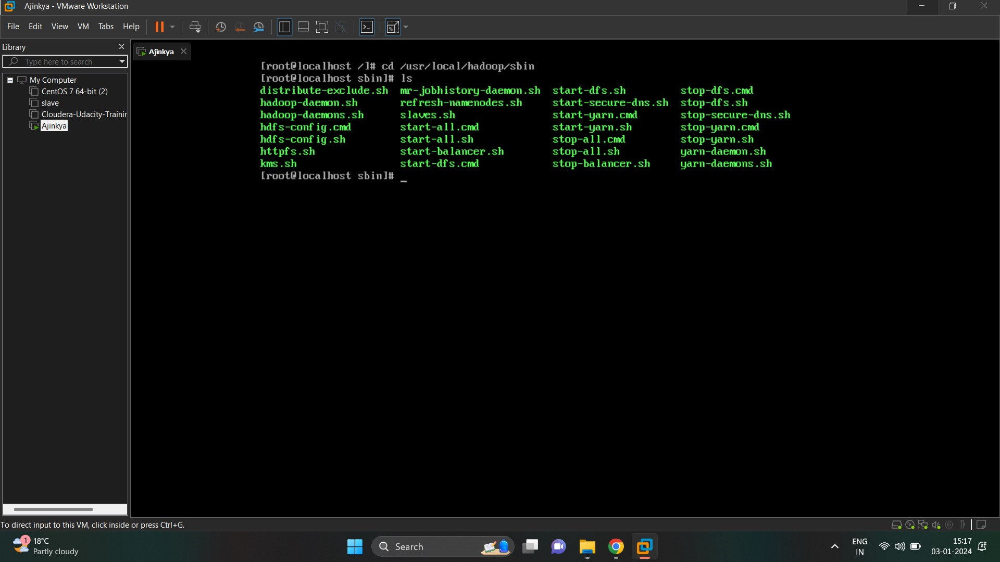 Ajinkya - VMware Workstation
File Edit View VM Tabs Help
Library
Type here to search
My Computer
CentOS 7 64-bit (2)
slave
Cloudera-Udacity-Trainin
Ajinkya
Ajinkya
[root@localhost /]# cd /usr/local/hadoop/sbin
[root@localhost sbin]# ls
distribute-exclude.sh mr-jobhistory-daemon.sh start-dfs.sh stop-dfs.cmd
hadoop-daemon.sh refresh-namenodes.sh start-secure-dns.sh stop-dfs.sh
hadoop-daemons.sh slaves.sh start-yarn.cmd stop-secure-dns.sh
hdfs-config.cmd start-all.cmd start-yarn.sh stop-yarn.cmd
hdfs-config.sh start-all.sh stop-all.cmd stop-yarn.sh
httpfs.sh start-balancer.sh stop-all.sh yarn-daemon.sh
kms.sh start-dfs.cmd stop-balancer.sh yarn-daemons.sh
[root@localhost sbin]# _
To direct input to this VM, click inside or press Ctrl+G.
1
18°C
Partly cloudy
Search
ENG
IN
15:17
03-01-2024